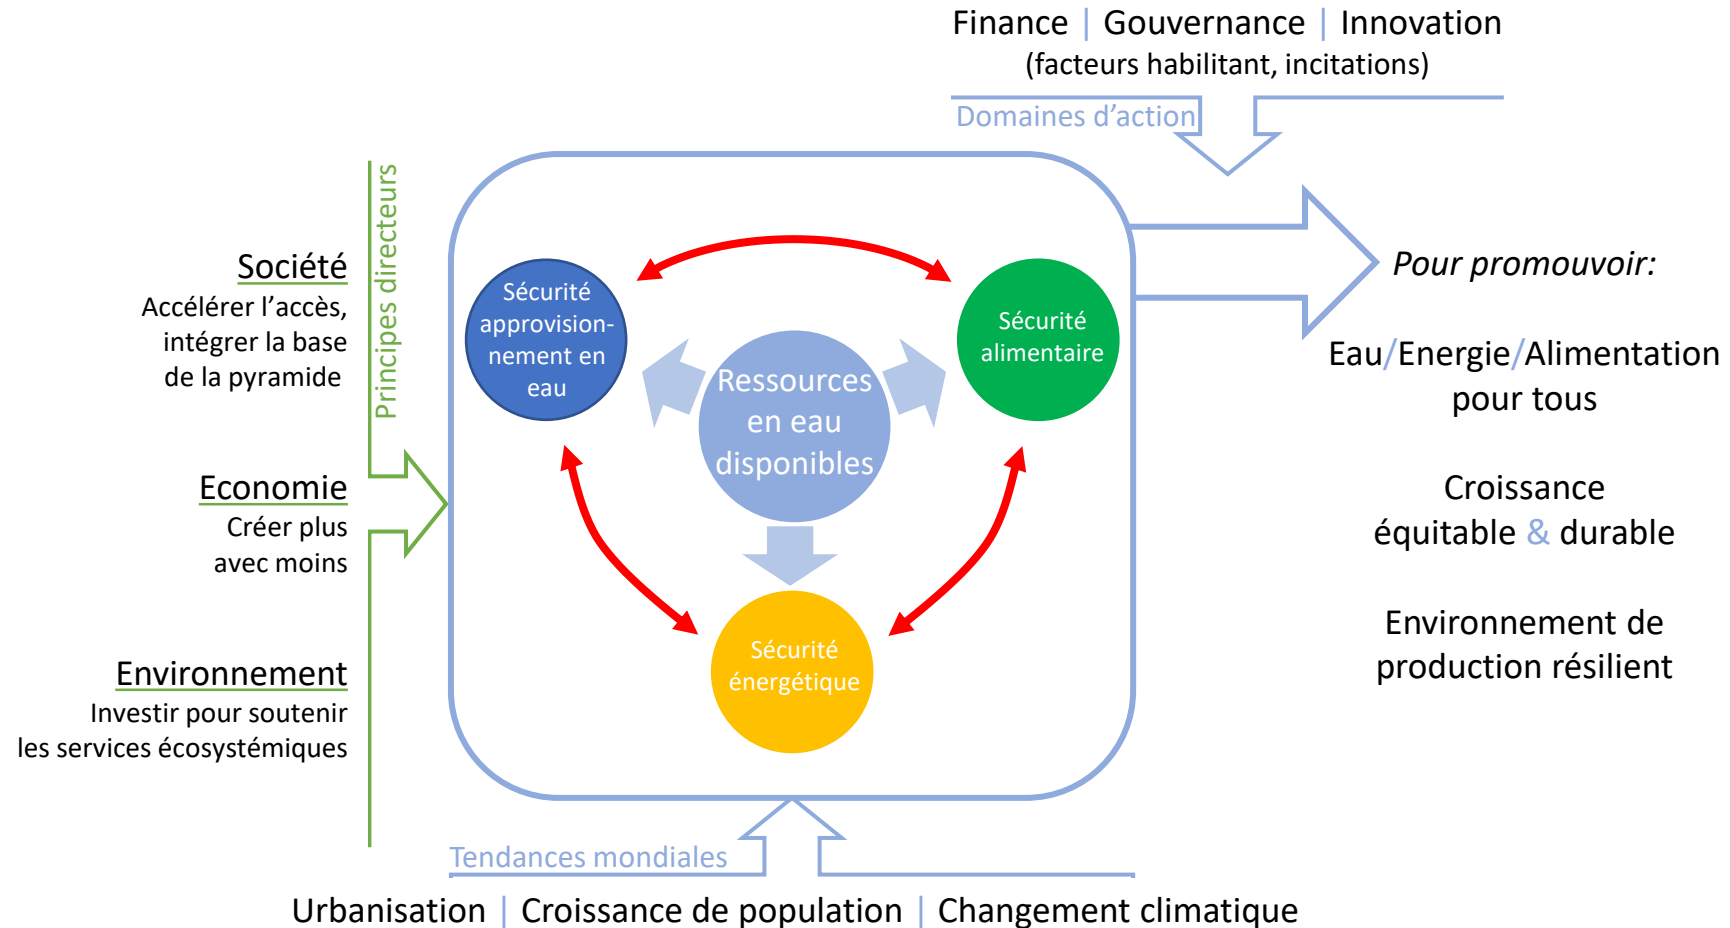 Finance | Gouvernance | Innovation
(facteurs habilitant, incitations)
Domaines d’action
Principes directeurs
Société
Accélérer l’accès,
intégrer la base
de la pyramide
Economie
Créer plus
avec moins
Environnement
Investir pour soutenir
les services écosystémiques
Sécurité
approvision-
nement en
eau
Ressources
en eau
disponibles
Sécurité
alimentaire
Sécurité
énergétique
Pour promouvoir:
Eau/Energie/Alimentation
pour tous
Croissance
équitable & durable
Environnement de
production résilient
Tendances mondiales
Urbanisation | Croissance de population | Changement climatique